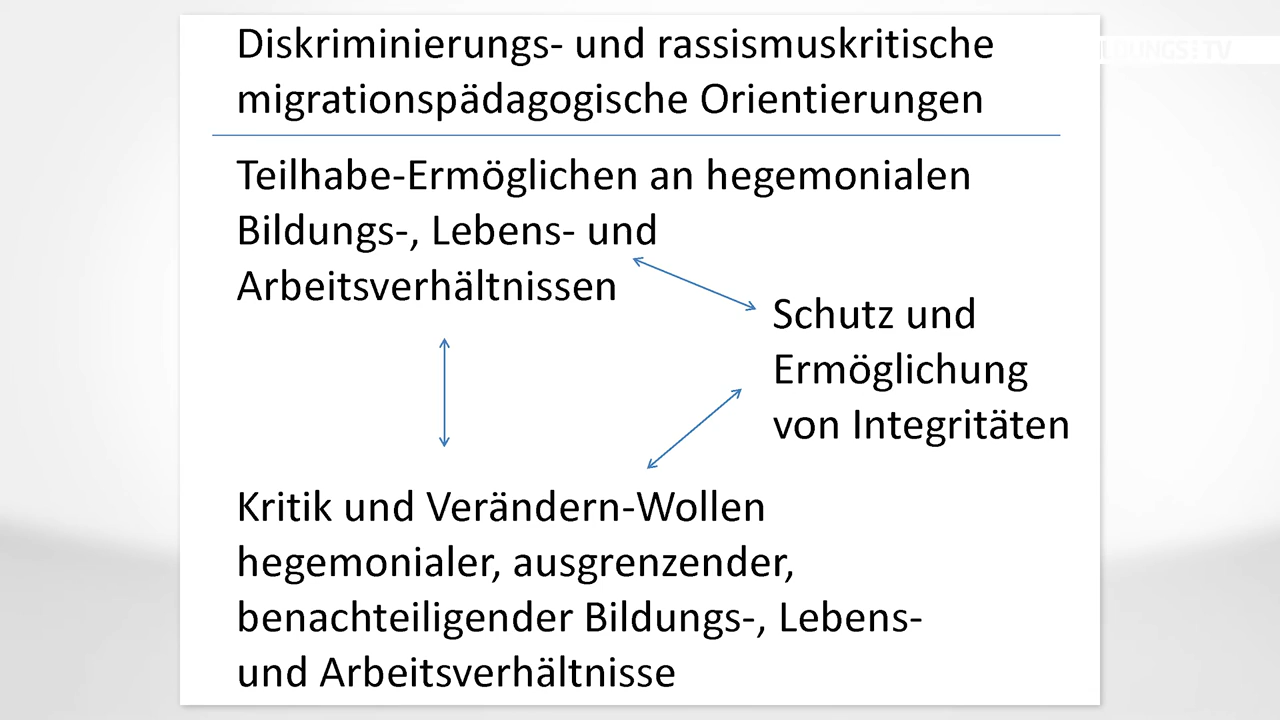 Diskriminierungs- und rassismuskritische
migrationspädagogische Orientierungen
Teilhabe-Ermöglichen an hegemonialen
Bildungs-, Lebens- und
Arbeitsverhältnissen
Schutz und
Ermöglichung
von Integritäten
Kritik und Verändern-Wollen
hegemonialer, ausgrenzender,
benachteiligender Bildungs-, Lebens-
und Arbeitsverhältnisse